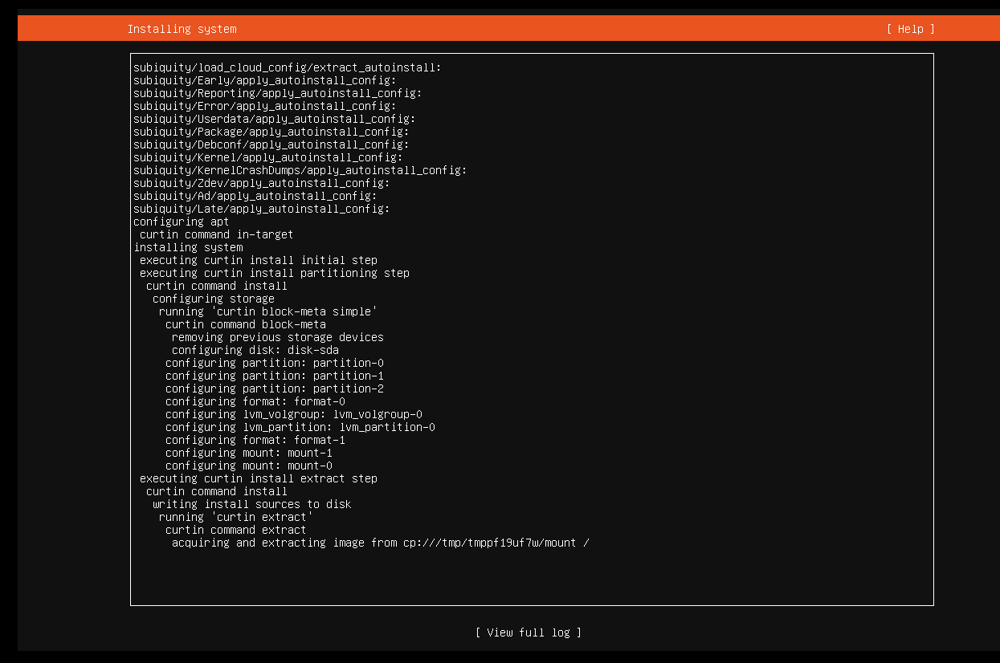 Installing system
[ Help ]
subiquity/load_cloud_config/extract_autoinstall:
subiquity/Early/apply_autoinstall_config:
subiquity/Reporting/apply_autoinstall_config:
subiquity/Error/apply_autoinstall_config:
subiquity/Userdata/apply_autoinstall_config:
subiquity/Package/apply_autoinstall_config:
subiquity/Debconf/apply_autoinstall_config:
subiquity/Kernel/apply_autoinstall_config:
subiquity/KernelCrashDumps/apply_autoinstall_config:
subiquity/Zdev/apply_autoinstall_config:
subiquity/Ad/apply_autoinstall_config:
subiquity/Late/apply_autoinstall_config:
configuring apt
curtin command in-target
installing system
executing curtin install initial step
executing curtin install partitioning step
curtin command install
configuring storage
running 'curtin block-meta simple'
curtin command block-meta
removing previous storage devices
configuring disk: disk-sda
configuring partition: partition-0
configuring partition: partition-1
configuring partition: partition-2
configuring format: format-0
configuring lvm_volgroup: lvm_volgroup-0
configuring lvm_partition: lvm_partition-0
configuring format: format-1
configuring mount: mount-1
configuring mount: mount-0
executing curtin install extract step
curtin command install
writing install sources to disk
running 'curtin extract'
curtin command extract
acquiring and extracting image from cp:///tmp/tmppf19uf7w/mount /
[ View full log ]